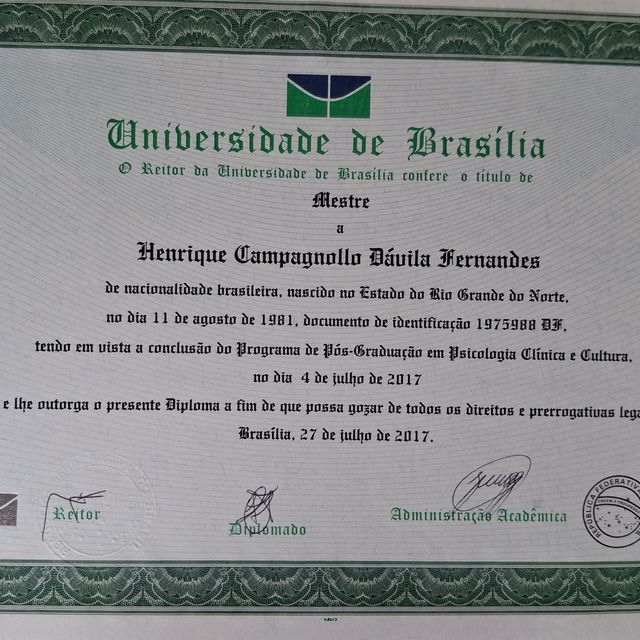 Universidade de Brasília
O Reitor da Universidade de Brasília confere o título de
Mestre
a
Henrique Campagnollo Dávila Fernandes
de nacionalidade brasileira, nascido no Estado do Rio Grande do Norte,
no dia 11 de agosto de 1981, documento de identificação 1975988 DF,
tendo em vista a conclusão do Programa de Pós-Graduação em Psicologia Clínica e Cultura,
no dia 4 de julho de 2017
e lhe outorga o presente Diploma a fim de que possa gozar de todos os direitos e prerrogativas lega
Brasília, 27 de julho de 2017.
Reitor
Diplomado
Administração Acadêmica
REPÚBLICA FEDERATIVA